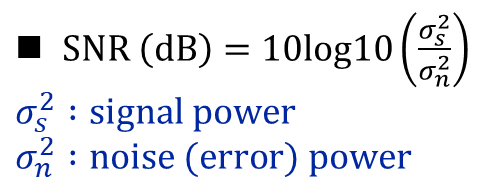 ■ SNR (dB) = 10log10(σ_s^2/σ_n^2)
σ_s^2 : signal power
σ_n^2 : noise (error) power